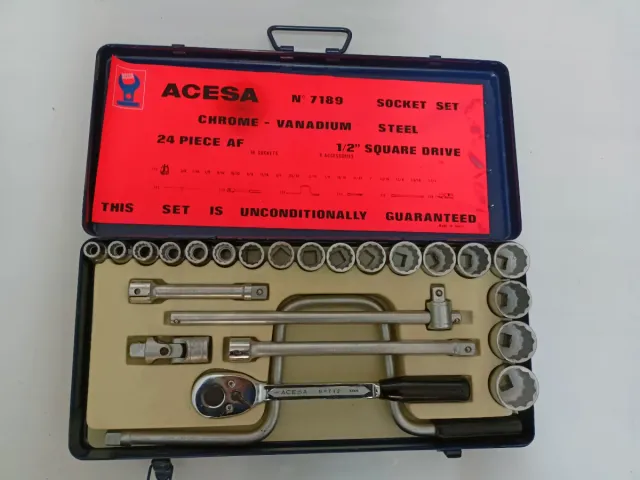 ACESA Nº 7189 SOCKET SET
CHROME - VANADIUM STEEL
24 PIECE AF 1/2" SQUARE DRIVE
THIS SET IS UNCONDITIONALLY GUARANTEED
ACESA